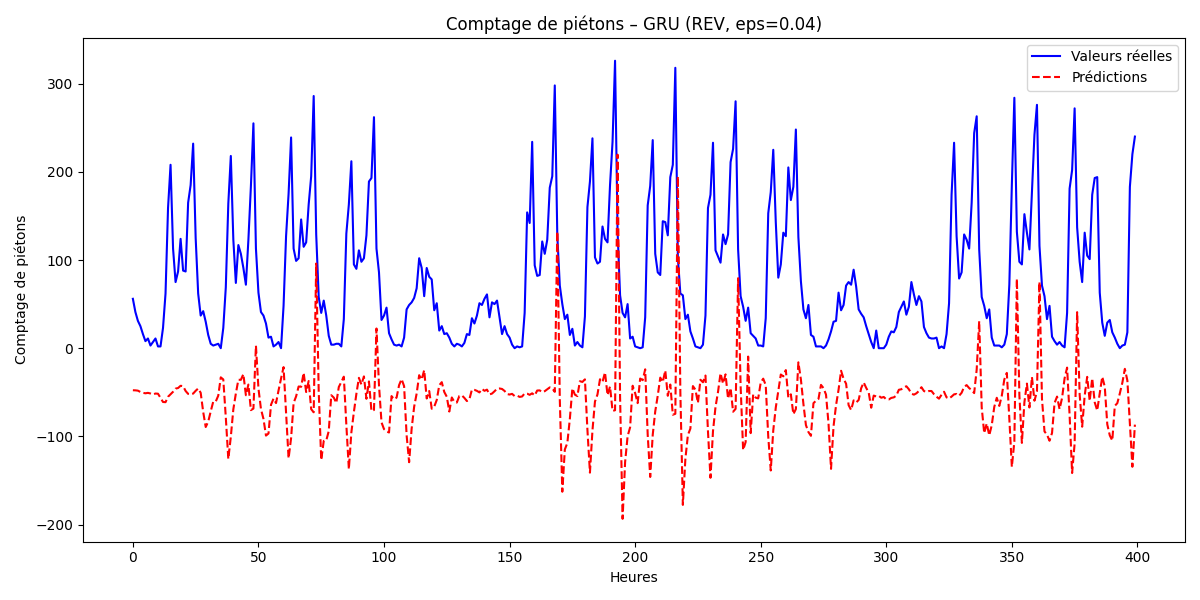 Comptage de piétons – GRU (REV, eps=0.04)
Valeurs réelles
Prédictions
Comptage de piétons
300
200
100
0
−100
−200
0 50 100 150 200 250 300 350 400
Heures